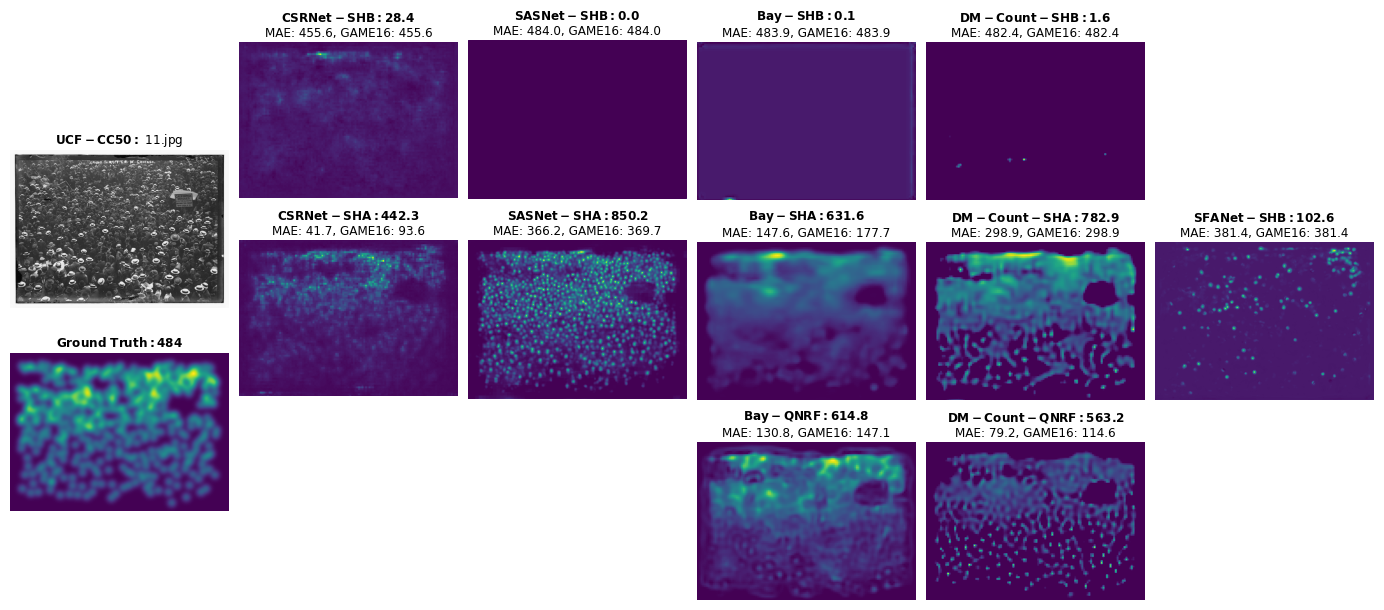 CSRNet − SHB: 28.4
MAE: 455.6, GAME16: 455.6
SASNet − SHB: 0.0
MAE: 484.0, GAME16: 484.0
Bay − SHB: 0.1
MAE: 483.9, GAME16: 483.9
DM − Count − SHB: 1.6
MAE: 482.4, GAME16: 482.4
UCF − CC50: 11.jpg
CSRNet − SHA: 442.3
MAE: 41.7, GAME16: 93.6
SASNet − SHA: 850.2
MAE: 366.2, GAME16: 369.7
Bay − SHA: 631.6
MAE: 147.6, GAME16: 177.7
DM − Count − SHA: 782.9
MAE: 298.9, GAME16: 298.9
SFANet − SHB: 102.6
MAE: 381.4, GAME16: 381.4
Ground Truth: 484
Bay − QNRF: 614.8
MAE: 130.8, GAME16: 147.1
DM − Count − QNRF: 563.2
MAE: 79.2, GAME16: 114.6